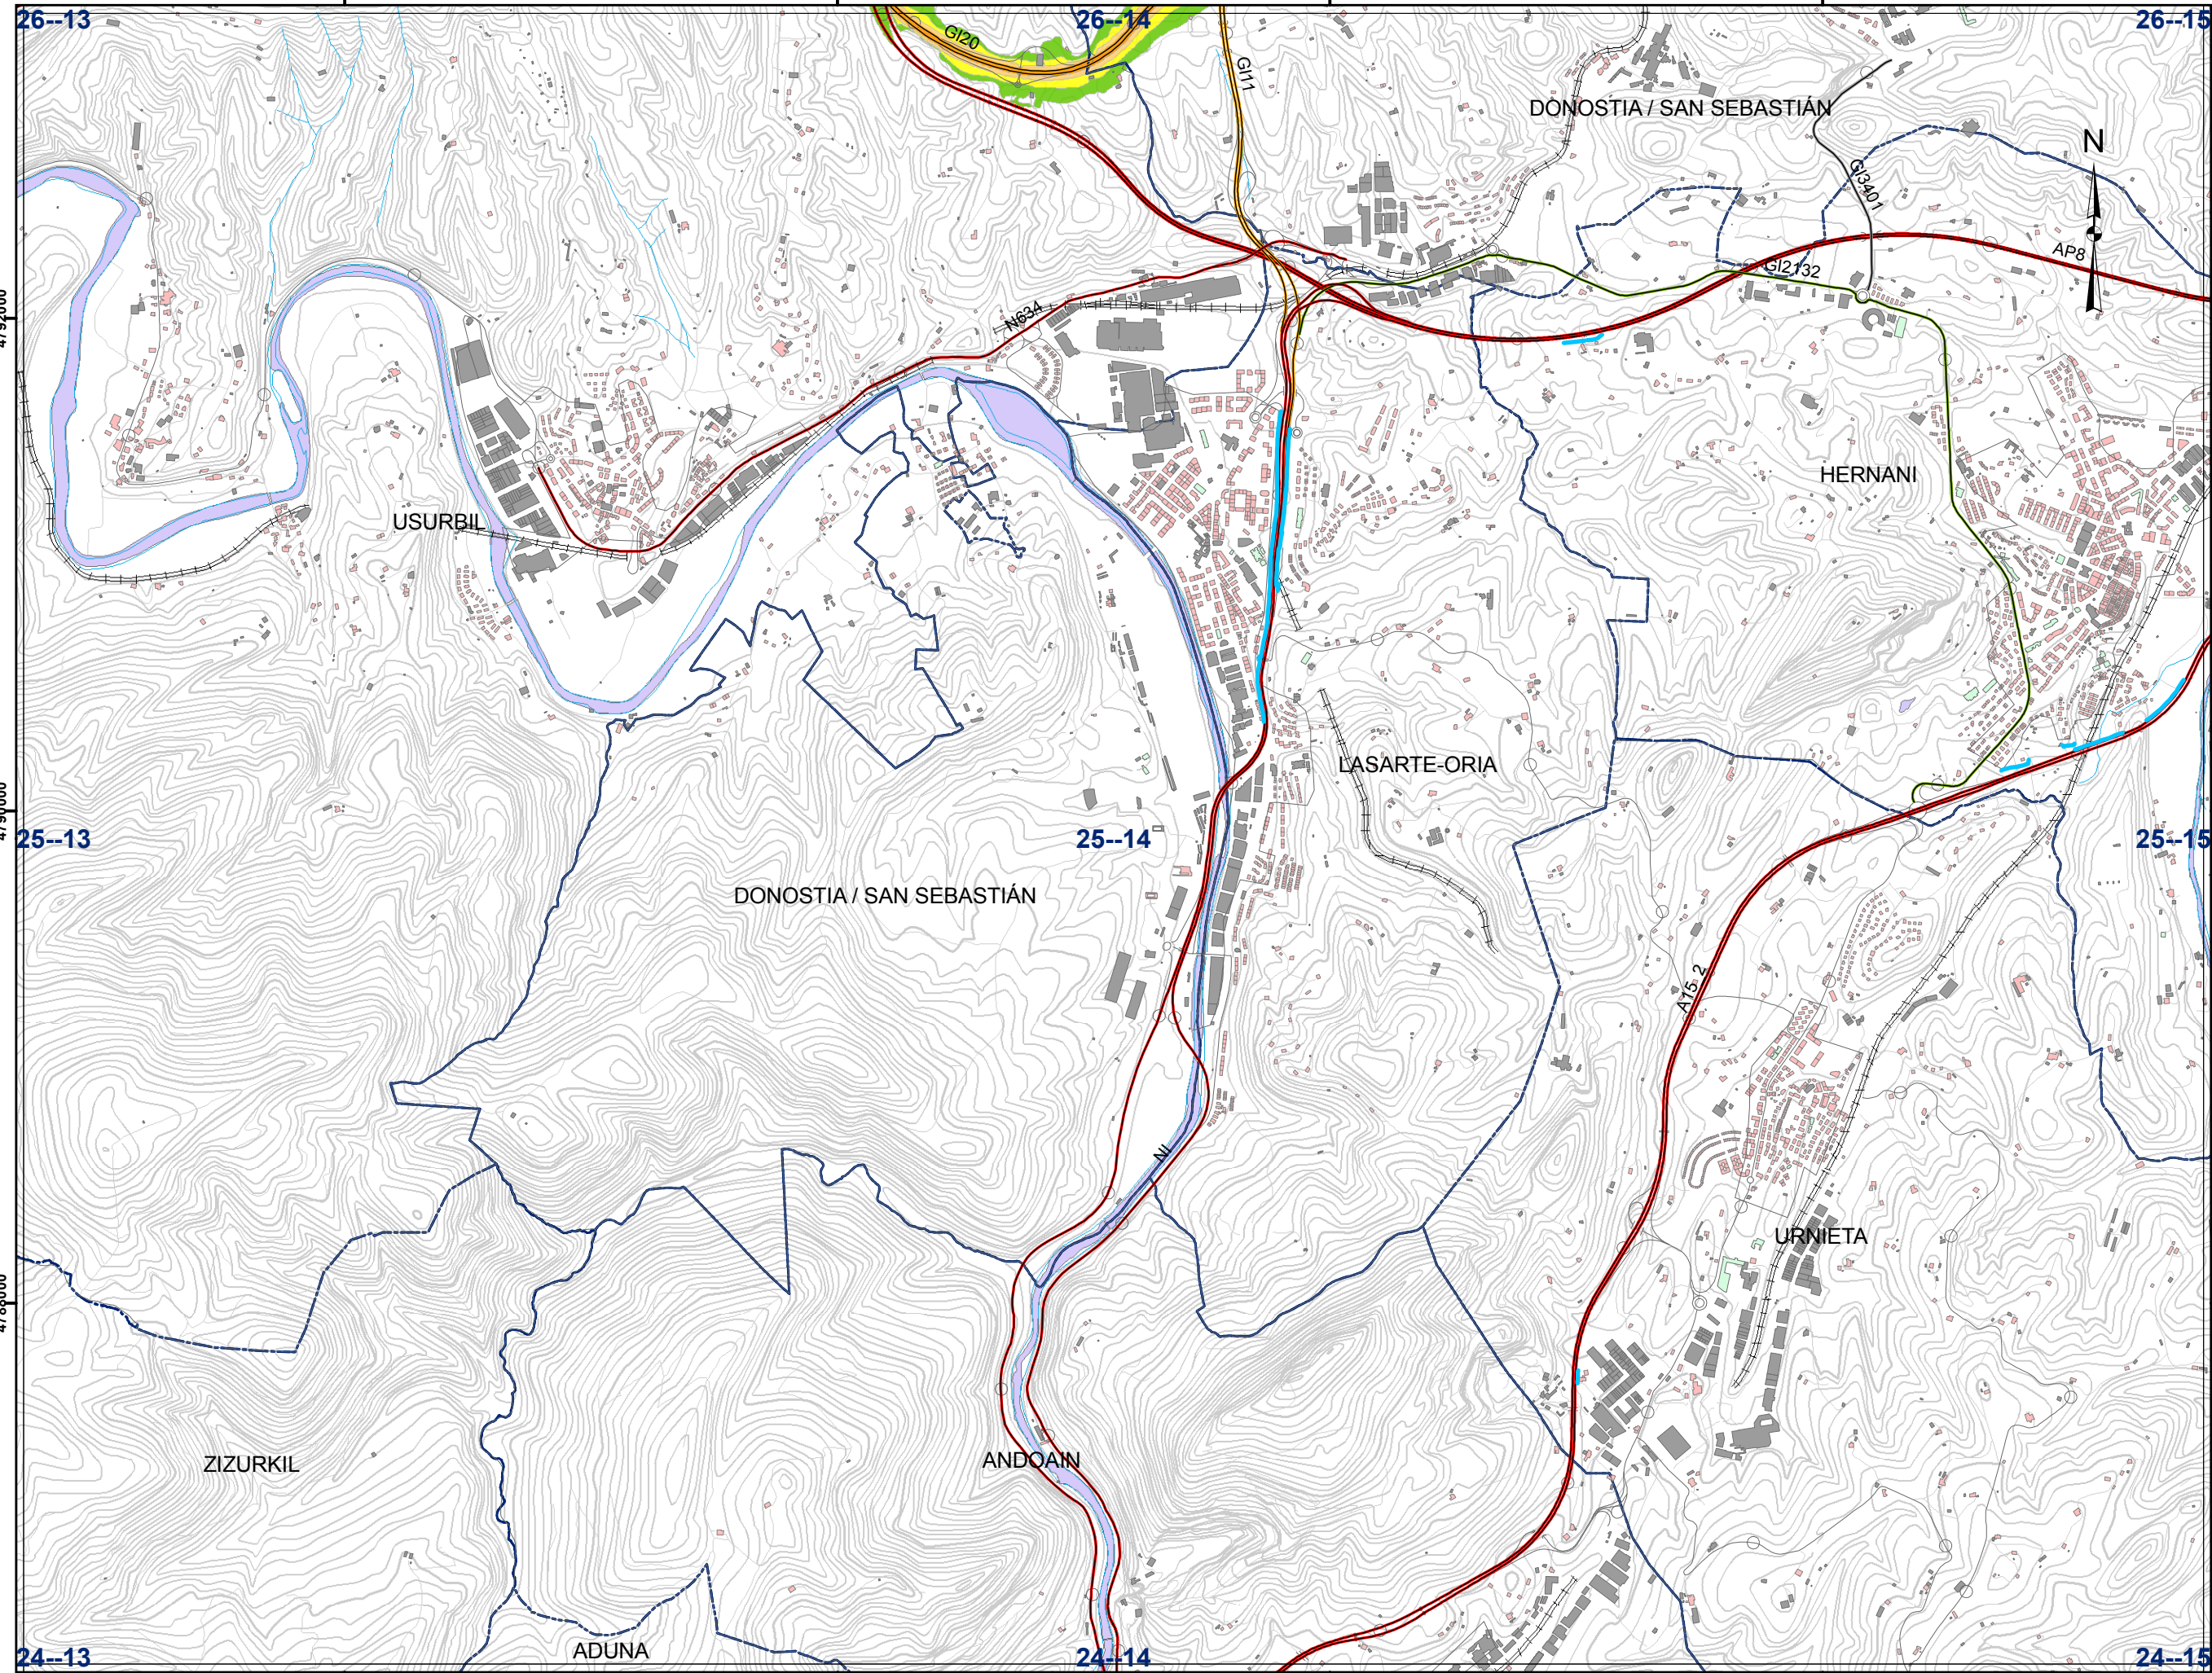 26--13
26--14
26--15
GI20
GI11
DONOSTIA / SAN SEBASTIÁN
N
GI3401
AP8
GI2132
N634
HERNANI
USURBIL
LASARTE-ORIA
25--13
25--14
25--15
DONOSTIA / SAN SEBASTIÁN
A15_2
NI
URNIETA
ZIZURKIL
ANDOAIN
ADUNA
24--13
24--14
24--15